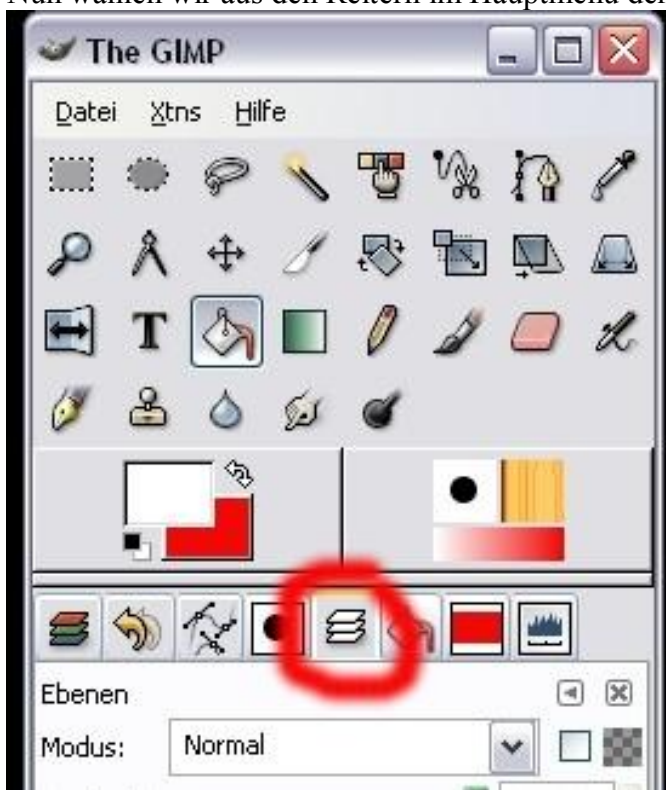 Nun wählen wir aus den Reitern im Hauptmenü den
The GIMP
Datei Xtns Hilfe
T
Ebenen
Modus: Normal